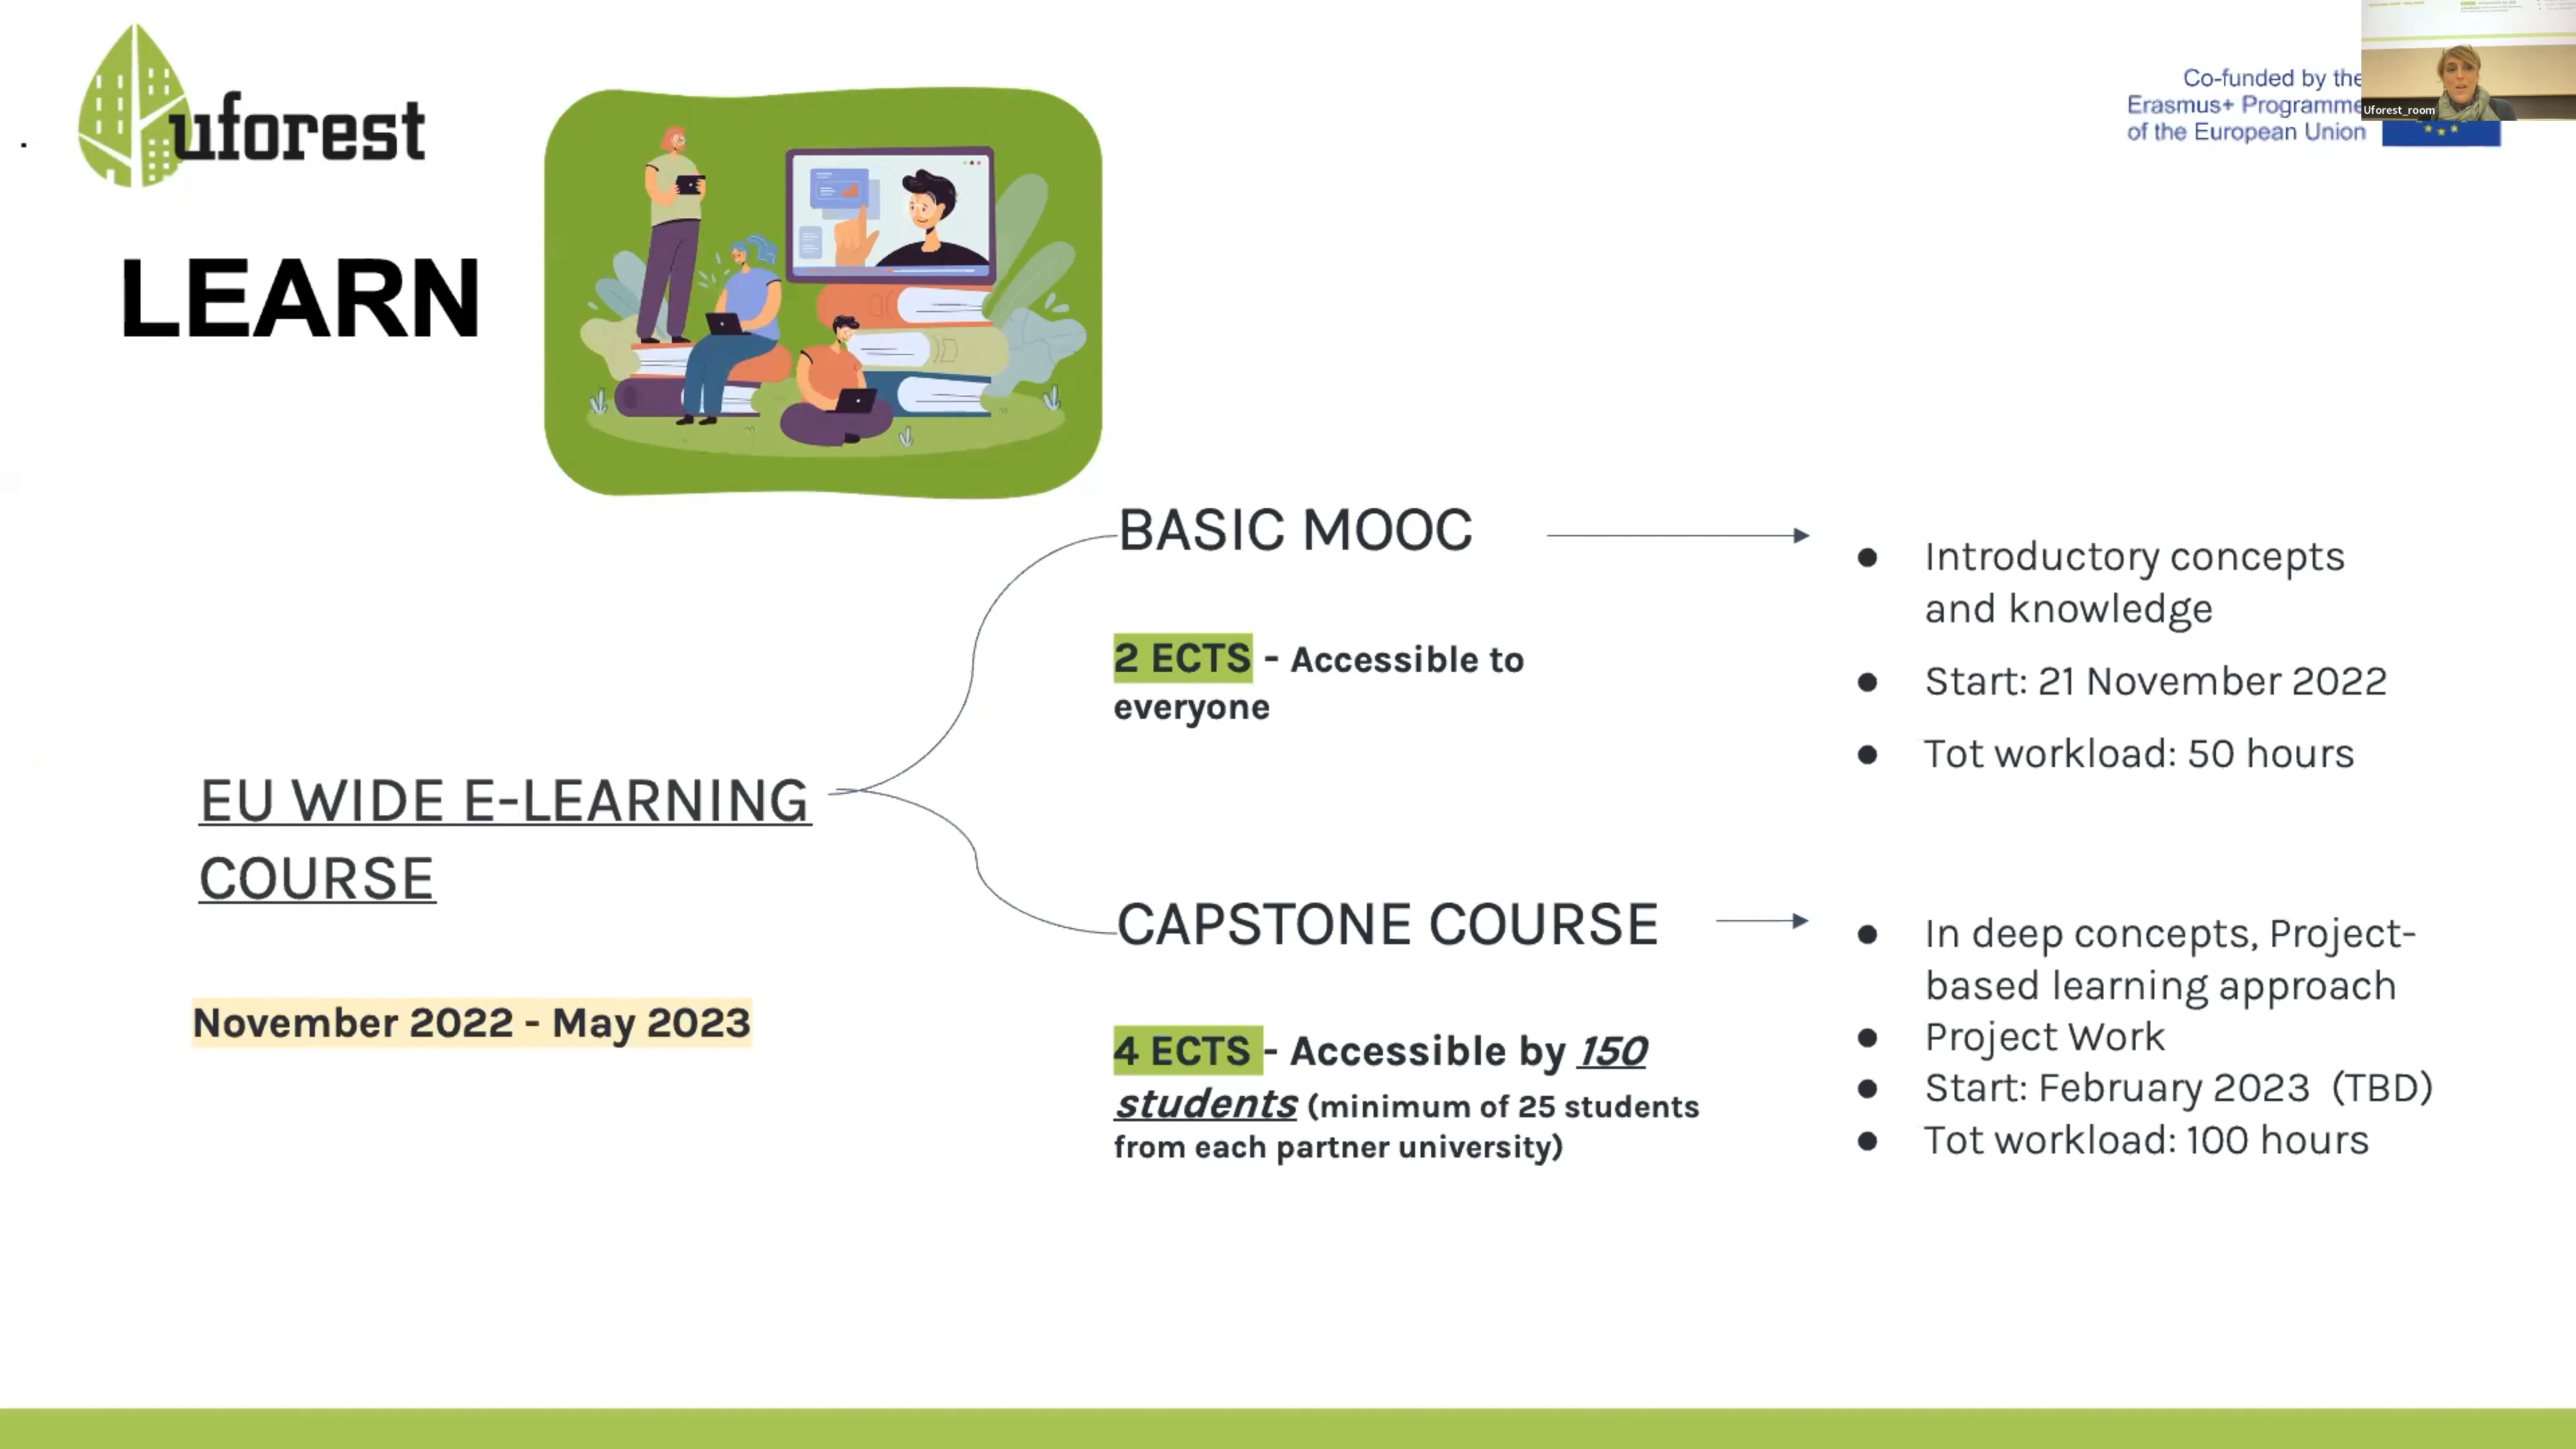 uforest
Co-funded by the
Erasmus+ Programme
of the European Union
Uforest_room
LEARN
BASIC MOOC
2 ECTS - Accessible to
everyone
● Introductory concepts
and knowledge
● Start: 21 November 2022
● Tot workload: 50 hours
EU WIDE E-LEARNING
COURSE
November 2022 - May 2023
CAPSTONE COURSE
4 ECTS - Accessible by 150
students (minimum of 25 students
from each partner university)
● In deep concepts, Project-
based learning approach
● Project Work
● Start: February 2023 (TBD)
● Tot workload: 100 hours